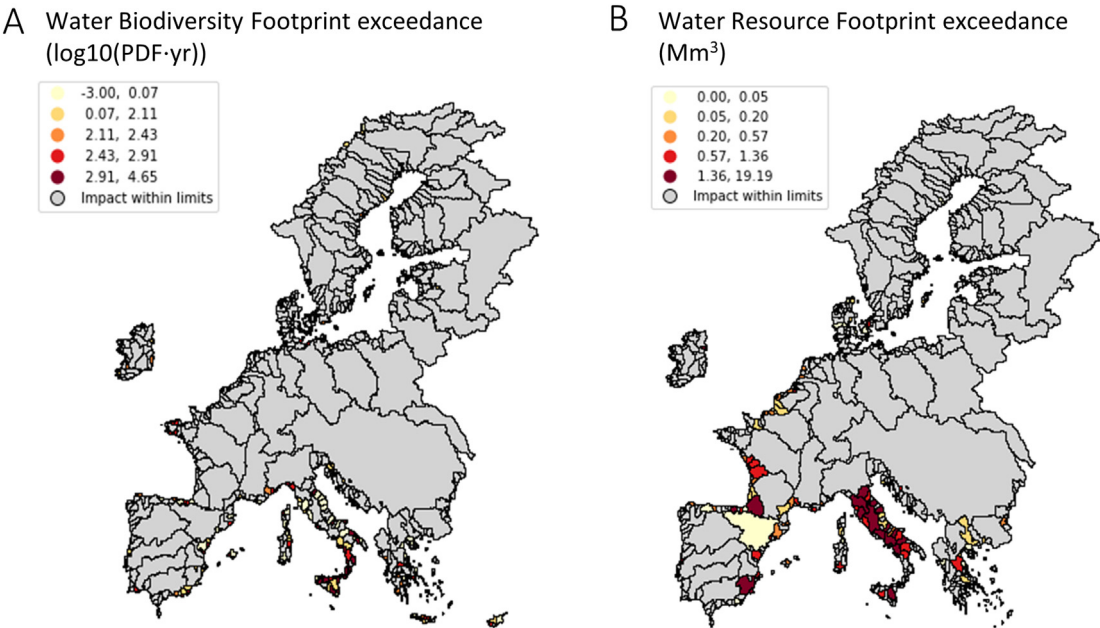 A Water Biodiversity Footprint exceedance
(log10(PDF·yr))
-3.00, 0.07
0.07, 2.11
2.11, 2.43
2.43, 2.91
2.91, 4.65
Impact within limits
B Water Resource Footprint exceedance
(Mm³)
0.00, 0.05
0.05, 0.20
0.20, 0.57
0.57, 1.36
1.36, 19.19
Impact within limits